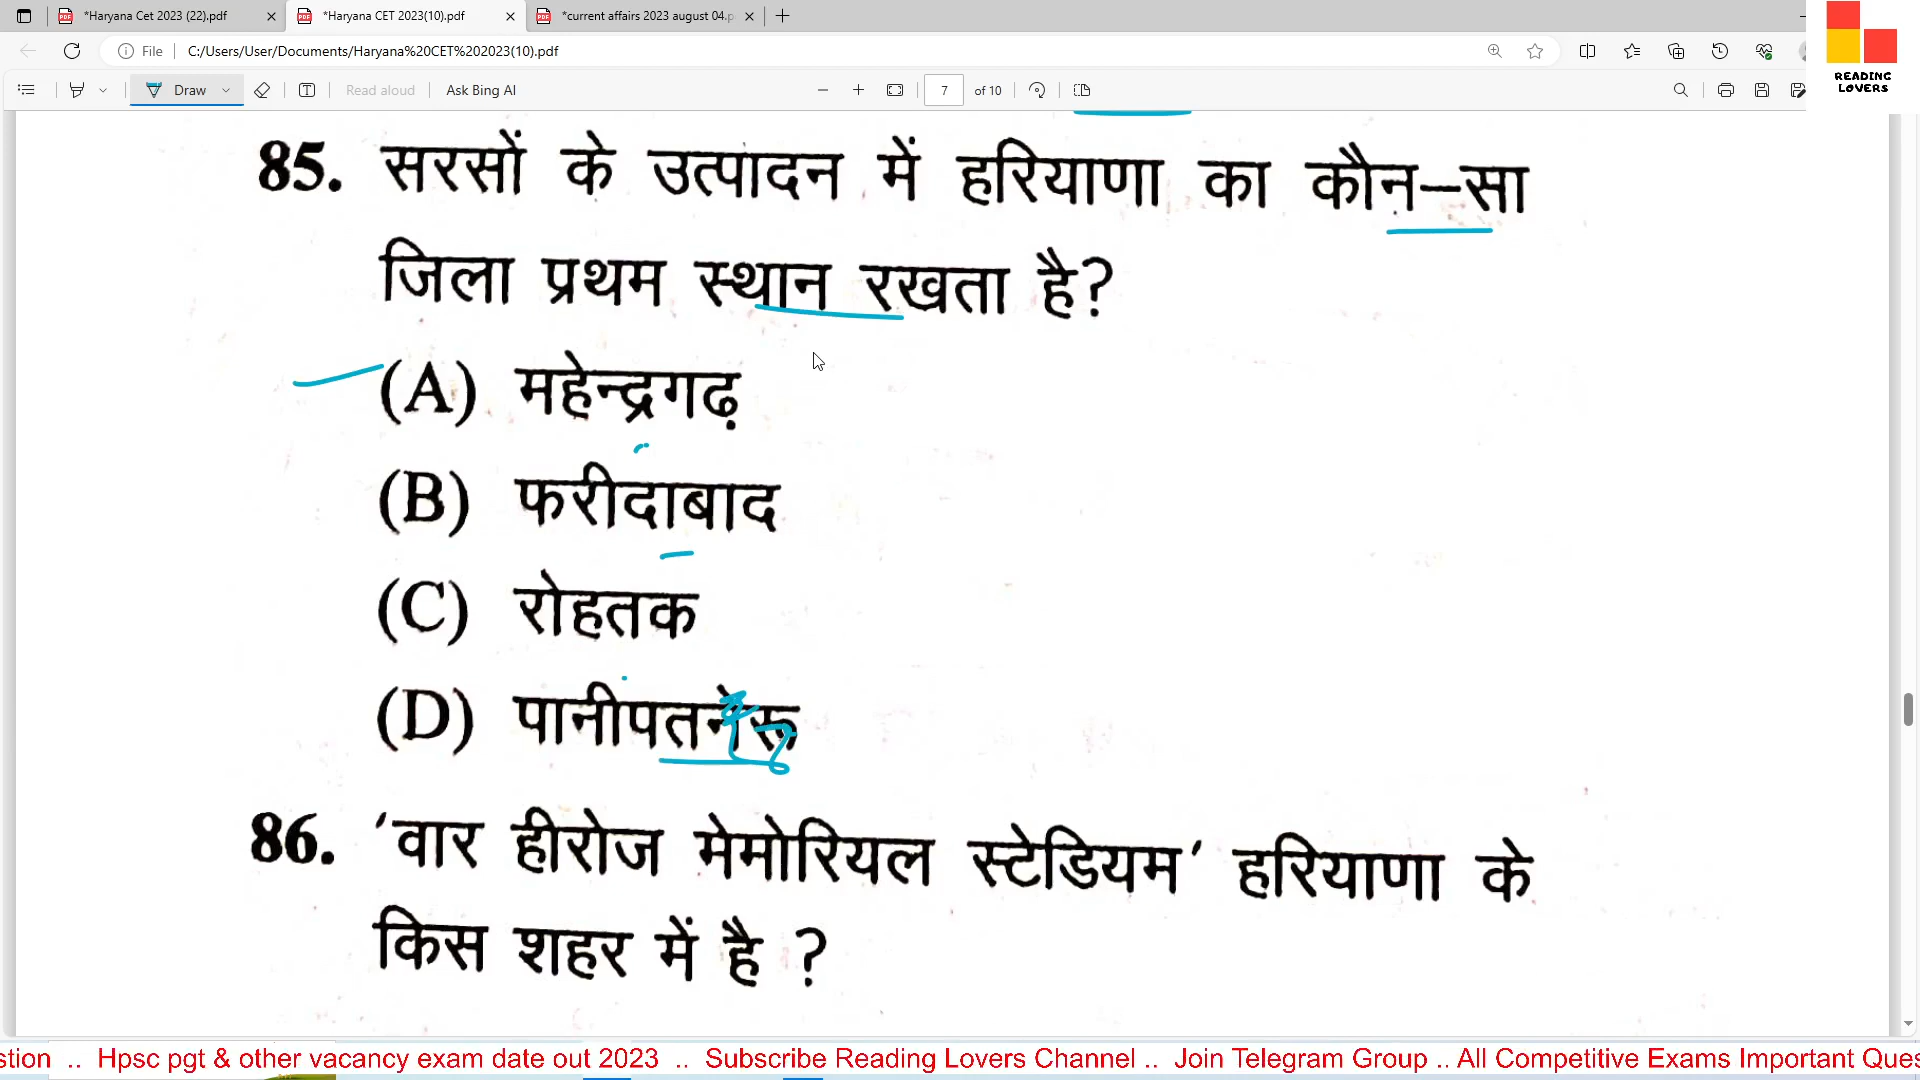 *Haryana Cet 2023 (22).pdf
*Haryana CET 2023(10).pdf
*current affairs 2023 august 04.p
File
C:/Users/User/Documents/Haryana%20CET%202023(10).pdf
Draw
Read aloud
Ask Bing AI
7
of 10
READING
LOVERS
85. सरसों के उत्पादन में हरियाणा का कौन–सा
जिला प्रथम स्थान रखता है?
(A) महेन्द्रगढ़
(B) फरीदाबाद
(C) रोहतक
(D) पानीपतनेरू
86. ‘वार हीरोज मेमोरियल स्टेडियम’ हरियाणा के
किस शहर में है ?
stion .. Hpsc pgt & other vacancy exam date out 2023 .. Subscribe Reading Lovers Channel .. Join Telegram Group .. All Competitive Exams Important Ques